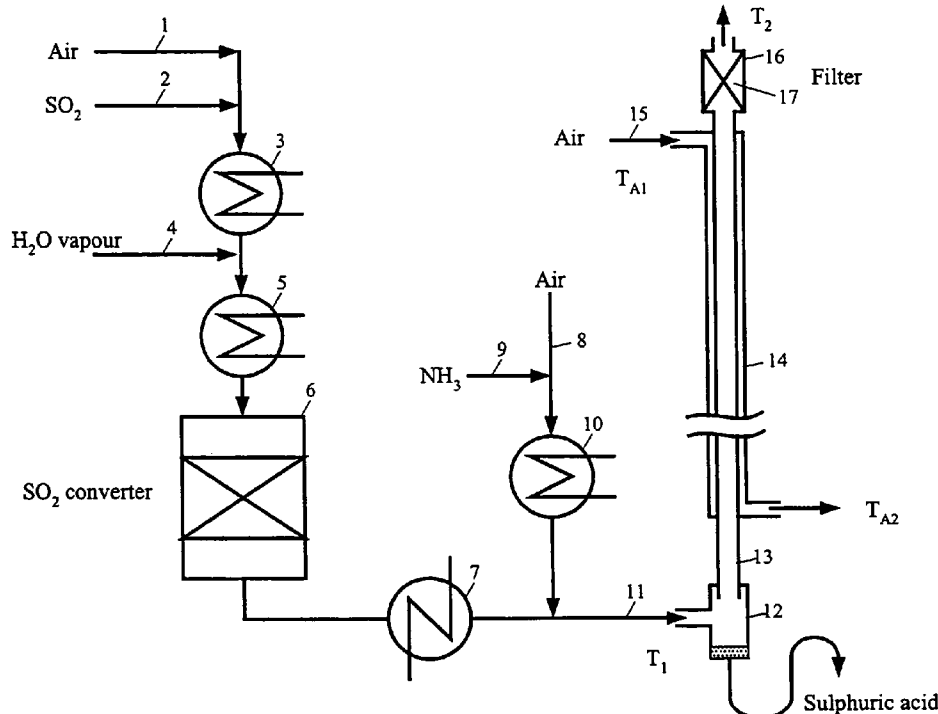 1
Air
2
SO2
3
4
H2O vapour
5
6
SO2 converter
7
Air
8
9
NH3
10
11
T1
12
13
14
15
Air
TA1
TA2
T2
16
17
Filter
Sulphuric acid